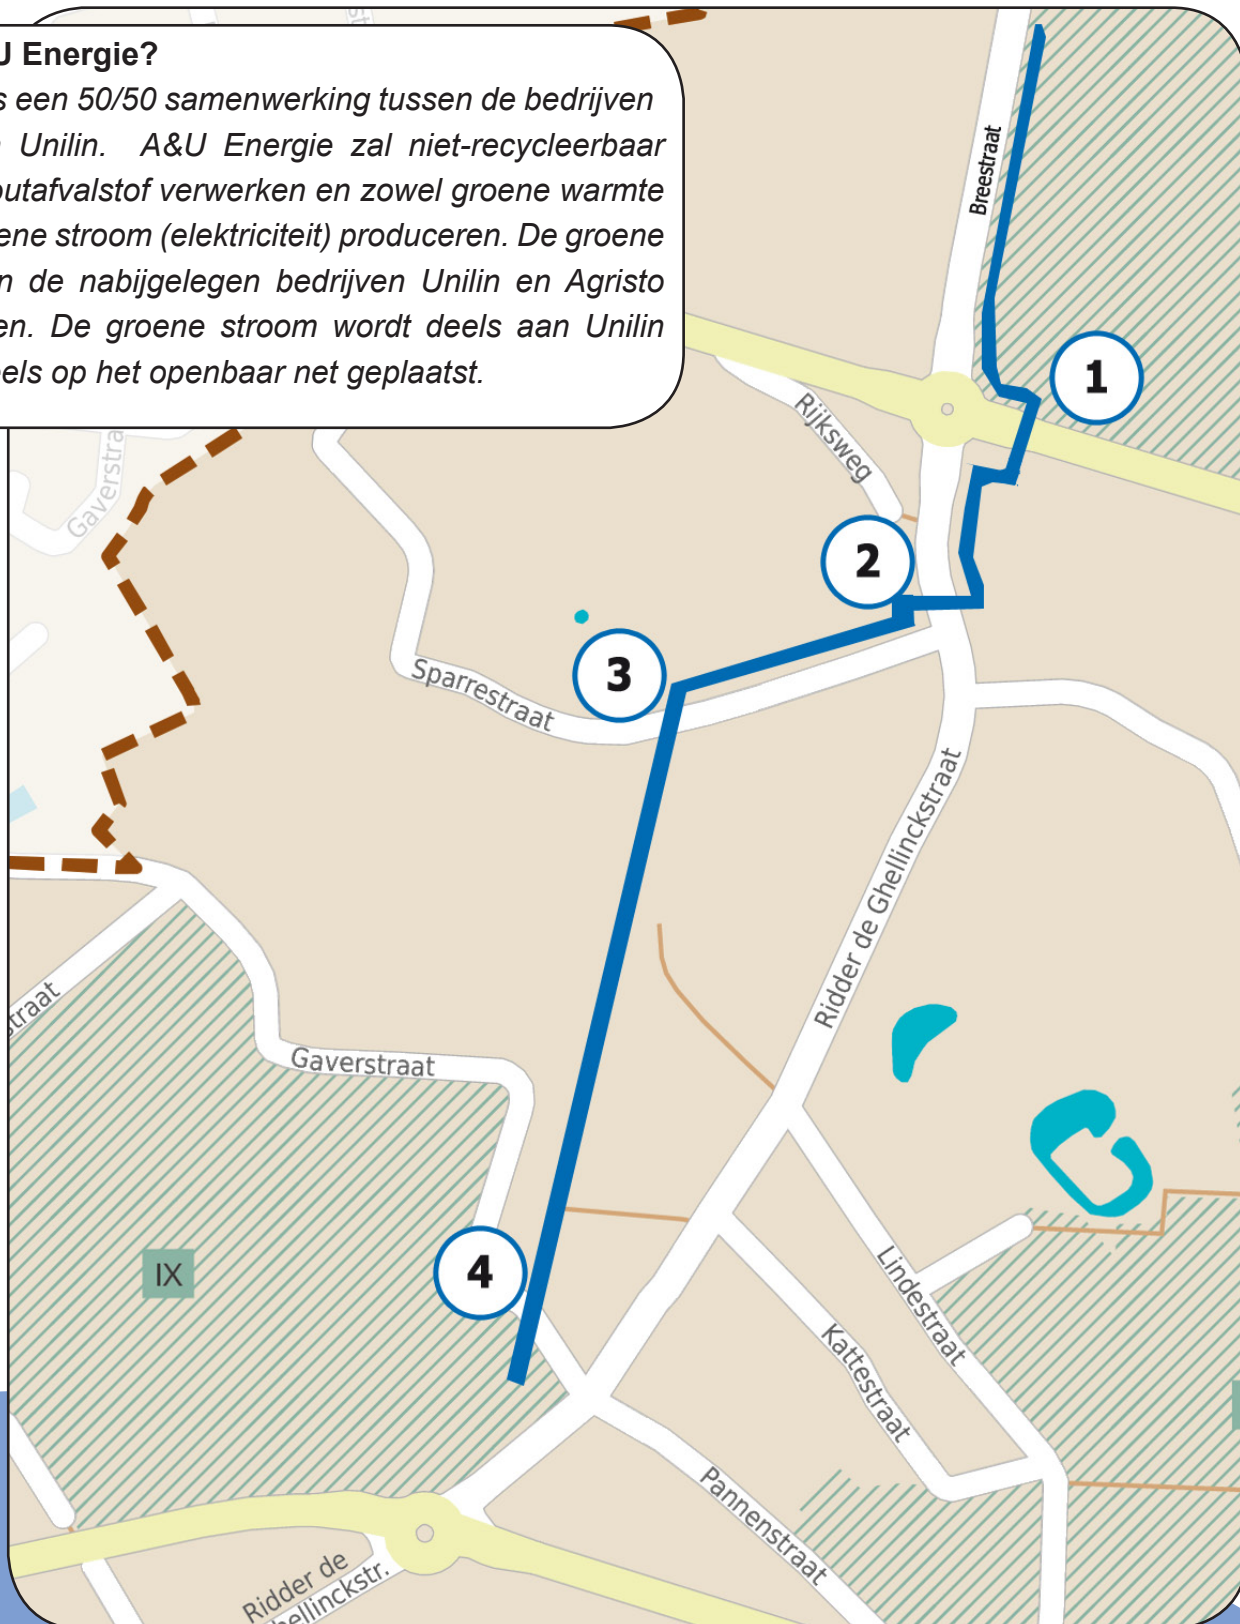 U Energie?
s een 50/50 samenwerking tussen de bedrijven
Unilin. A&U Energie zal niet-recycleerbaar
outafvalstof verwerken en zowel groene warmte
ene stroom (elektriciteit) produceren. De groene
n de nabijgelegen bedrijven Unilin en Agristo
en. De groene stroom wordt deels aan Unilin
els op het openbaar net geplaatst.
Breestraat
1
Rijksweg
Gaverstra
2
3
Sparrestraat
Ridder de Ghellinckstraat
straat
Gaverstraat
4
IX
Lindestraat
Kattestraat
Pannenstraat
Ridder de
hellinckstr.